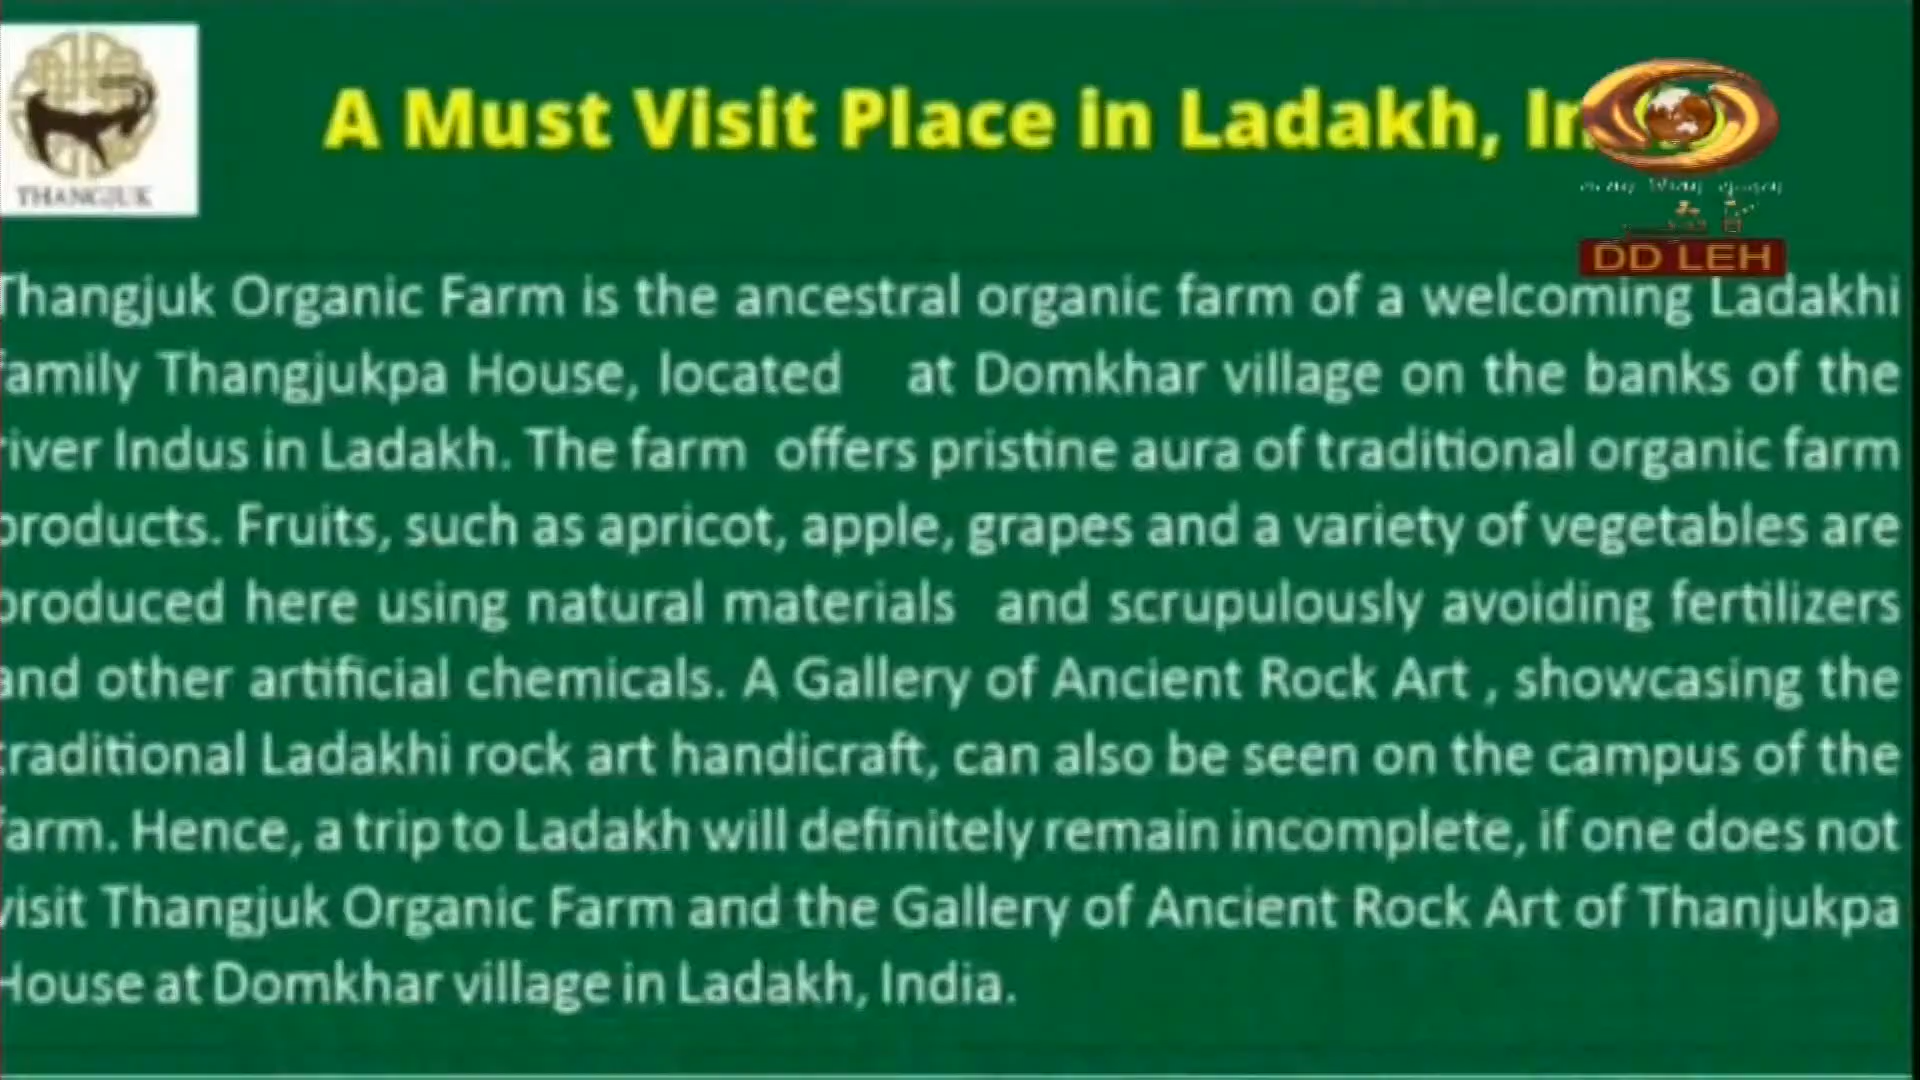 THANGJUK
A Must Visit Place in Ladakh, In
DD LEH
Thangjuk Organic Farm is the ancestral organic farm of a welcoming Ladakhi
family Thangjukpa House, located at Domkhar village on the banks of the
river Indus in Ladakh. The farm offers pristine aura of traditional organic farm
products. Fruits, such as apricot, apple, grapes and a variety of vegetables are
produced here using natural materials and scrupulously avoiding fertilizers
and other artificial chemicals. A Gallery of Ancient Rock Art , showcasing the
traditional Ladakhi rock art handicraft, can also be seen on the campus of the
farm. Hence, a trip to Ladakh will definitely remain incomplete, if one does not
visit Thangjuk Organic Farm and the Gallery of Ancient Rock Art of Thanjukpa
House at Domkhar village in Ladakh, India.